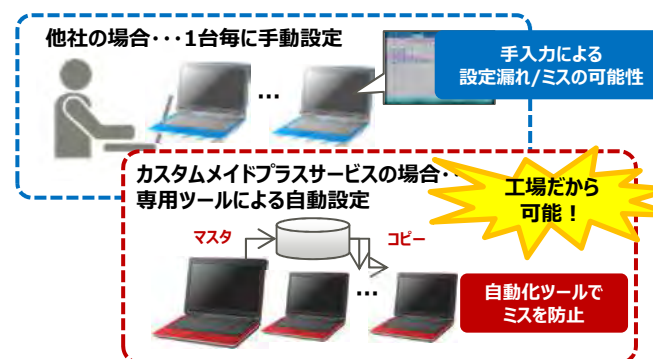 他社の場合・・・1台毎に手動設定
手入力による
設定漏れ/ミスの可能性
…
カスタムメイドプラスサービスの場合・・
専用ツールによる自動設定
工場だから
可能！
マスタ
コピー
…
自動化ツールで
ミスを防止